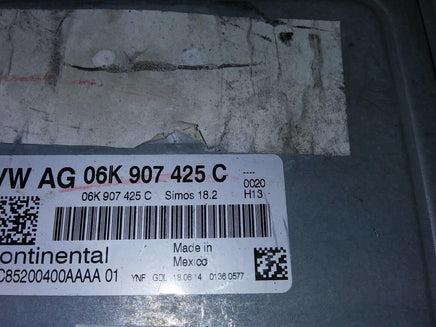 VW AG 06K 907 425 C
06K 907 425 C Simos 18.2
----
0020
H13
ontinental
Made in
Mexico
C85200400AAAA 01 YNF GDL 18.06.14 0136 0577